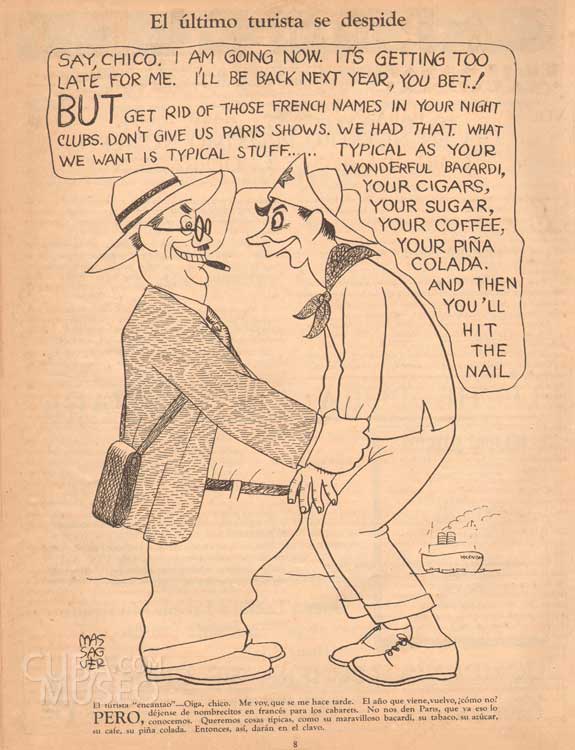 El último turista se despide
SAY, CHICO. I AM GOING NOW. IT'S GETTING TOO
LATE FOR ME. I'LL BE BACK NEXT YEAR, YOU BET!
BUT GET RID OF THOSE FRENCH NAMES IN YOUR NIGHT
CLUBS. DON'T GIVE US PARIS SHOWS. WE HAD THAT. WHAT
WE WANT IS TYPICAL STUFF..... TYPICAL AS YOUR
WONDERFUL BACARDI,
YOUR CIGARS,
YOUR SUGAR,
YOUR COFFEE,
YOUR PIÑA
COLADA.
AND THEN
YOU'LL
HIT
THE
NAIL
MAS
SAG
UER
CUBA
.COM
MUSEO
El turista "encantao"—Oiga, chico. Me voy, que se me hace tarde. El año que viene, vuelvo, ¿cómo no?
PERO, déjense de nombrecitos en francés para los cabarets. No nos den París, que ya eso lo
conocemos. Queremos cosas típicas, como su maravilloso bacardi, su tabaco, su azúcar,
su cafe, su piña colada. Entonces, así, darán en el clavo.
8